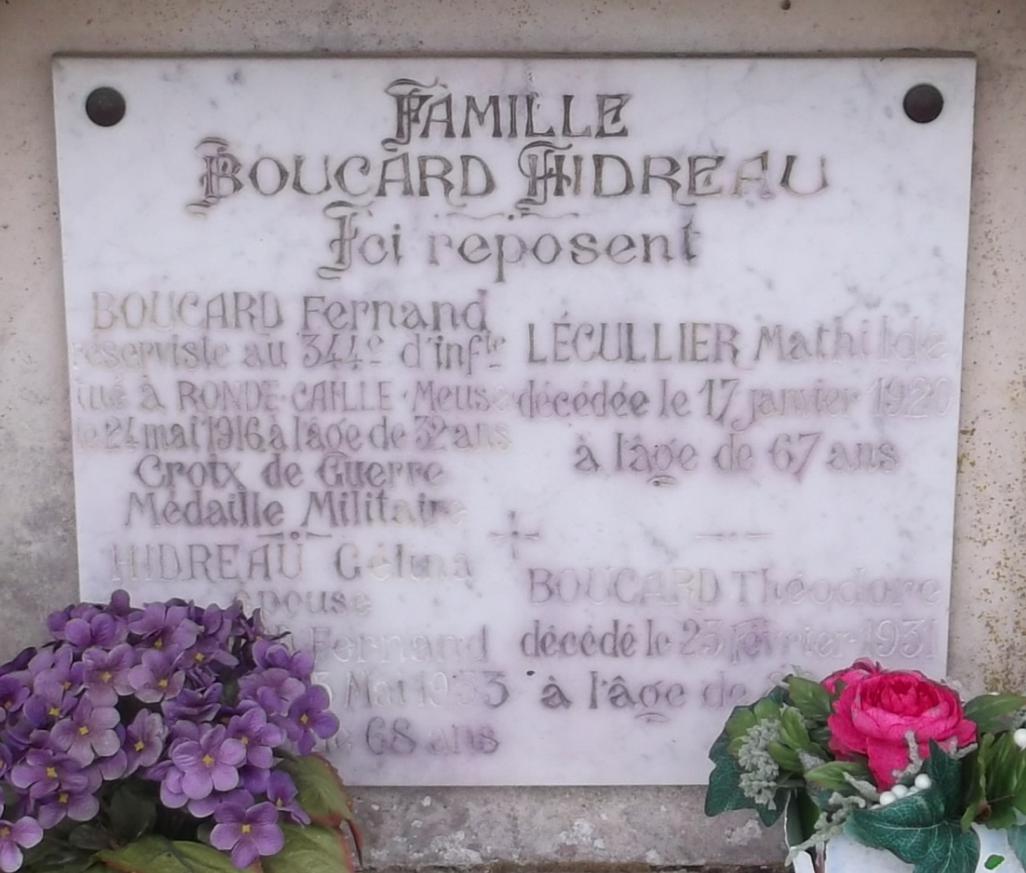 FAMILLE
BOUCARD HIDREAU
Ici reposent
BOUCARD Fernand
réserviste au 344e d'infie
tué à RONDE-CAILLE-Meuse
le 24 mai 1916 à l'âge de 32 ans
Croix de Guerre
Médaille Militaire
HIDREAU Célina
épouse
Fernand
Mai
68 ans
LÉCULLIER Mathilde
décédée le 17 janvier 1920
à l'âge de 67 ans
BOUCARD Théodore
décédé le 23 février 1931
à l'âge de